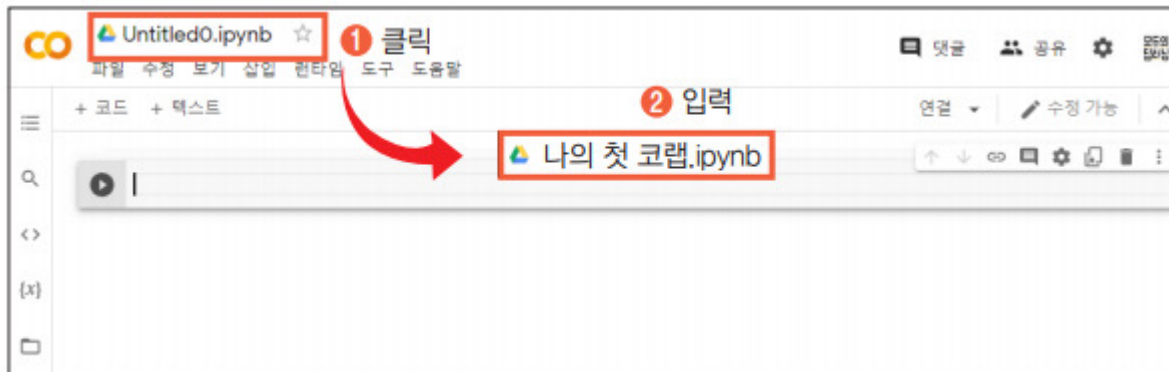 CO Untitled0.ipynb ❶ 클릭
댓글 공유
파일 수정 보기 삽입 런타임 도구 도움말
+ 코드 + 텍스트
❷ 입력
연결 수정 가능
나의 첫 코랩.ipynb
<>
{x}